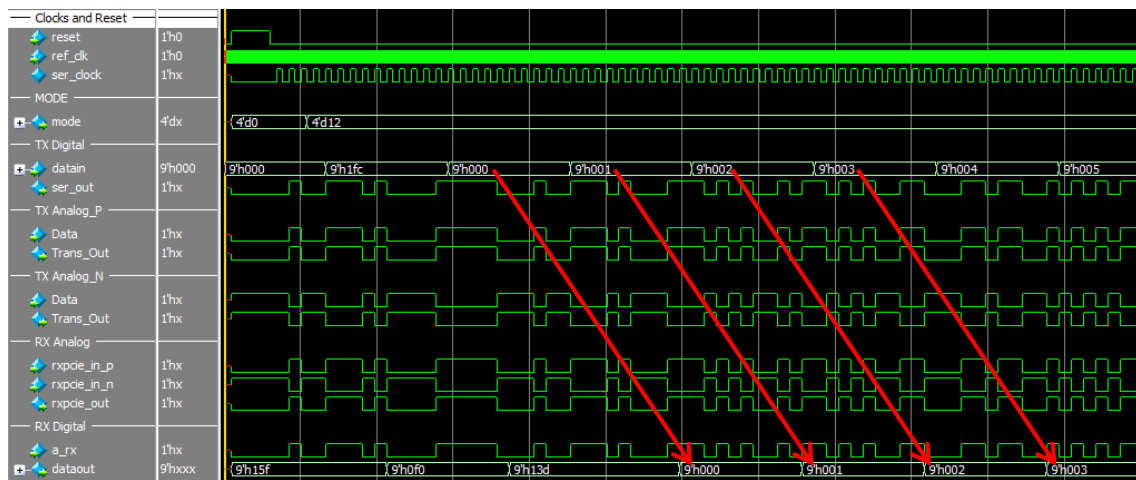 Clocks and Reset
reset 1'h0
ref_clk 1'h0
ser_clock 1'hx
MODE
mode 4'dx 4'd0 4'd12
TX Digital
datain 9'h000 9'h000 9'h1fc 9'h000 9'h001 9'h002 9'h003 9'h004 9'h005
ser_out 1'hx
TX Analog_P
Data 1'hx
Trans_Out 1'hx
TX Analog_N
Data 1'hx
Trans_Out 1'hx
RX Analog
rxpcie_in_p 1'hx
rxpcie_in_n 1'hx
rxpcie_out 1'hx
RX Digital
a_rx 1'hx
dataout 9'hxxx 9'h15f 9'h0f0 9'h13d 9'h000 9'h001 9'h002 9'h003